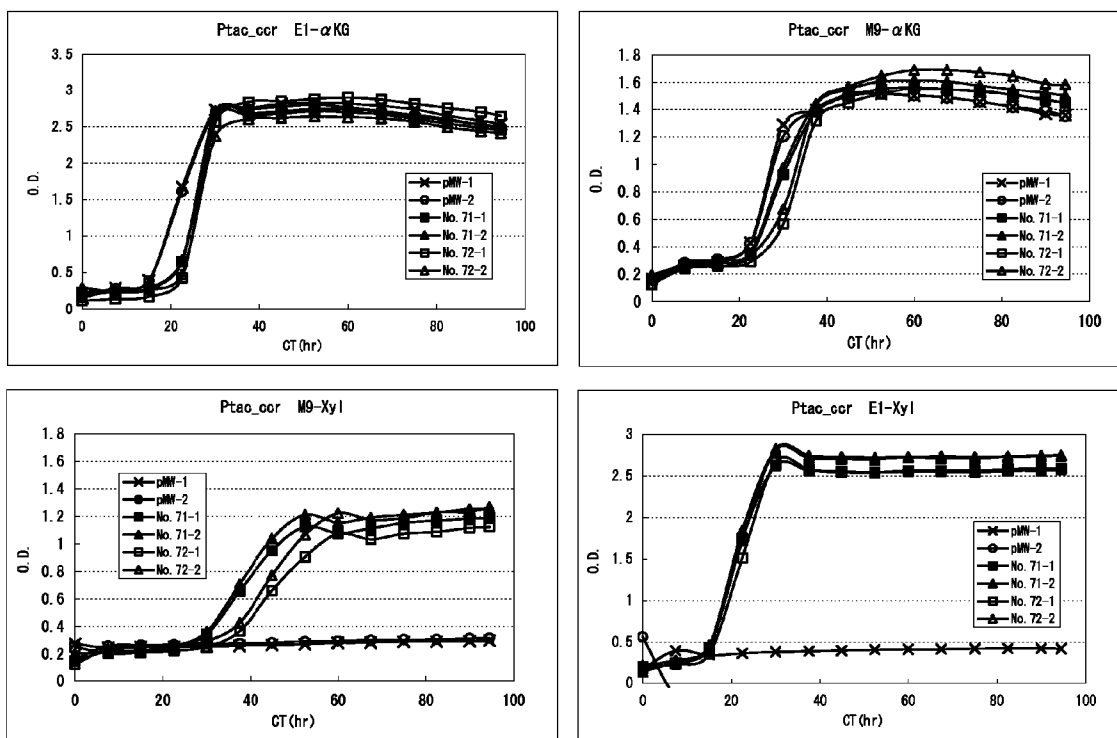 Ptac_ccr E1-αKG
3.5
3
2.5
2
1.5
1
0.5
0
O.D.
0 20 40 60 80 100
CT(hr)
pMW-1
pMW-2
No.71-1
No.71-2
No.72-1
No.72-2
Ptac_ccr M9-αKG
1.8
1.6
1.4
1.2
1
0.8
0.6
0.4
0.2
0
O.D.
0 20 40 60 80 100
CT(hr)
pMW-1
pMW-2
No.71-1
No.71-2
No.72-1
No.72-2
Ptac_ccr M9-Xyl
1.8
1.6
1.4
1.2
1
0.8
0.6
0.4
0.2
0
O.D.
0 20 40 60 80 100
CT(hr)
pMW-1
pMW-2
No.71-1
No.71-2
No.72-1
No.72-2
Ptac_ccr E1-Xyl
3
2.5
2
1.5
1
0.5
0
O.D.
0 20 40 60 80 100
CT(hr)
pMW-1
pMW-2
No.71-1
No.71-2
No.72-1
No.72-2